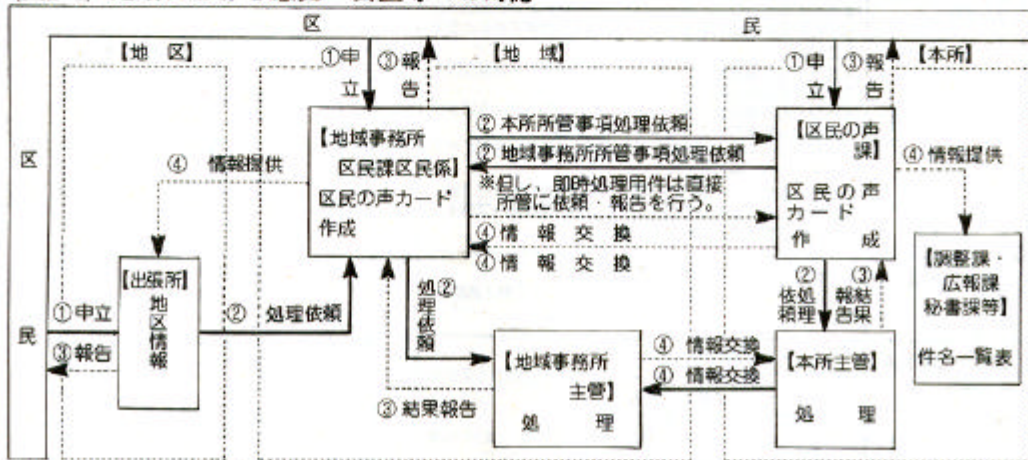 区 民
【地 区】
【地 域】
【本所】
①申立
③報告
①申立
③報告
区 民
【地域事務所
区民課区民係】
区民の声カード
作成
② 本所所管事項処理依頼
② 地域事務所所管事項処理依頼
※但し、即時処理用件は直接
所管に依頼・報告を行う。
④ 情 報 交 換
④ 情 報 交 換
【区民の声
課】
区 民 の 声
カ ー ド
作 成
④ 情報提供
④ 情報提供
【調整課・
広報課
秘書課等】
件名一覧表
【出張所】
地区情報
①申立
③報告
② 処理依頼
②処理依頼
③ 結果報告
【地域事務所
主管】
処 理
④ 情報交換
④ 情報交換
②処理依頼
③結果報告
【本所主管】
処 理